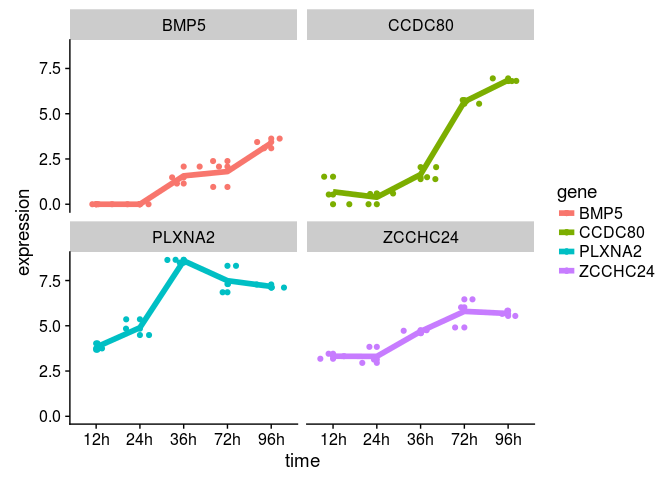 BMP5 CCDC80
7.5
5.0
2.5
0.0
PLXNA2 ZCCHC24
7.5
5.0
2.5
0.0
12h 24h 36h 72h 96h 12h 24h 36h 72h 96h
time
expression
gene
BMP5
CCDC80
PLXNA2
ZCCHC24